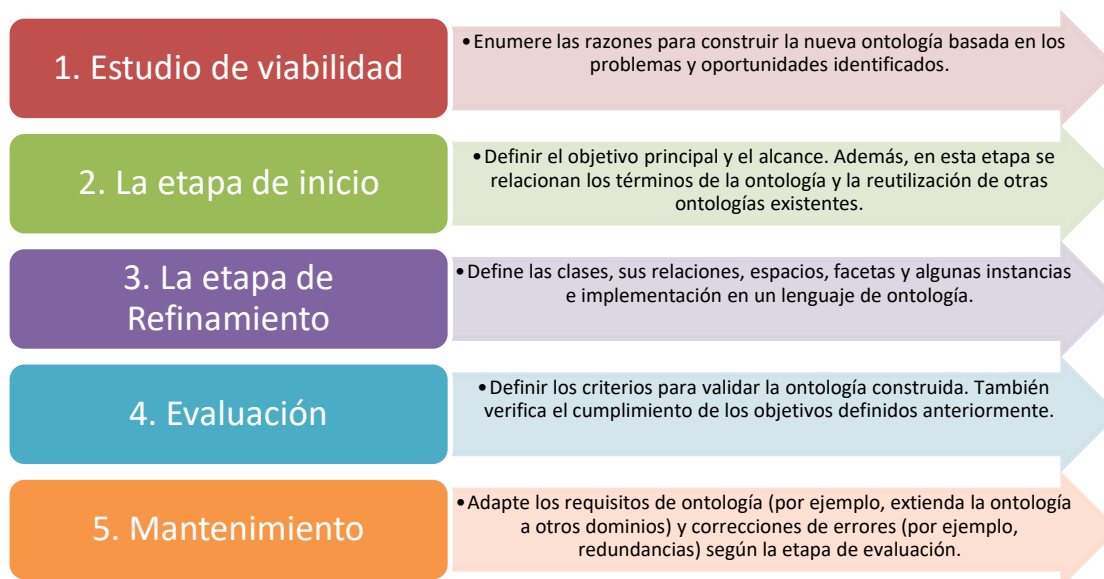 1. Estudio de viabilidad
•Enumere las razones para construir la nueva ontología basada en los
problemas y oportunidades identificados.
2. La etapa de inicio
•Definir el objetivo principal y el alcance. Además, en esta etapa se
relacionan los términos de la ontología y la reutilización de otras
ontologías existentes.
3. La etapa de
Refinamiento
•Define las clases, sus relaciones, espacios, facetas y algunas instancias
e implementación en un lenguaje de ontología.
4. Evaluación
•Definir los criterios para validar la ontología construida. También
verifica el cumplimiento de los objetivos definidos anteriormente.
5. Mantenimiento
•Adapte los requisitos de ontología (por ejemplo, extienda la ontología
a otros dominios) y correcciones de errores (por ejemplo,
redundancias) según la etapa de evaluación.